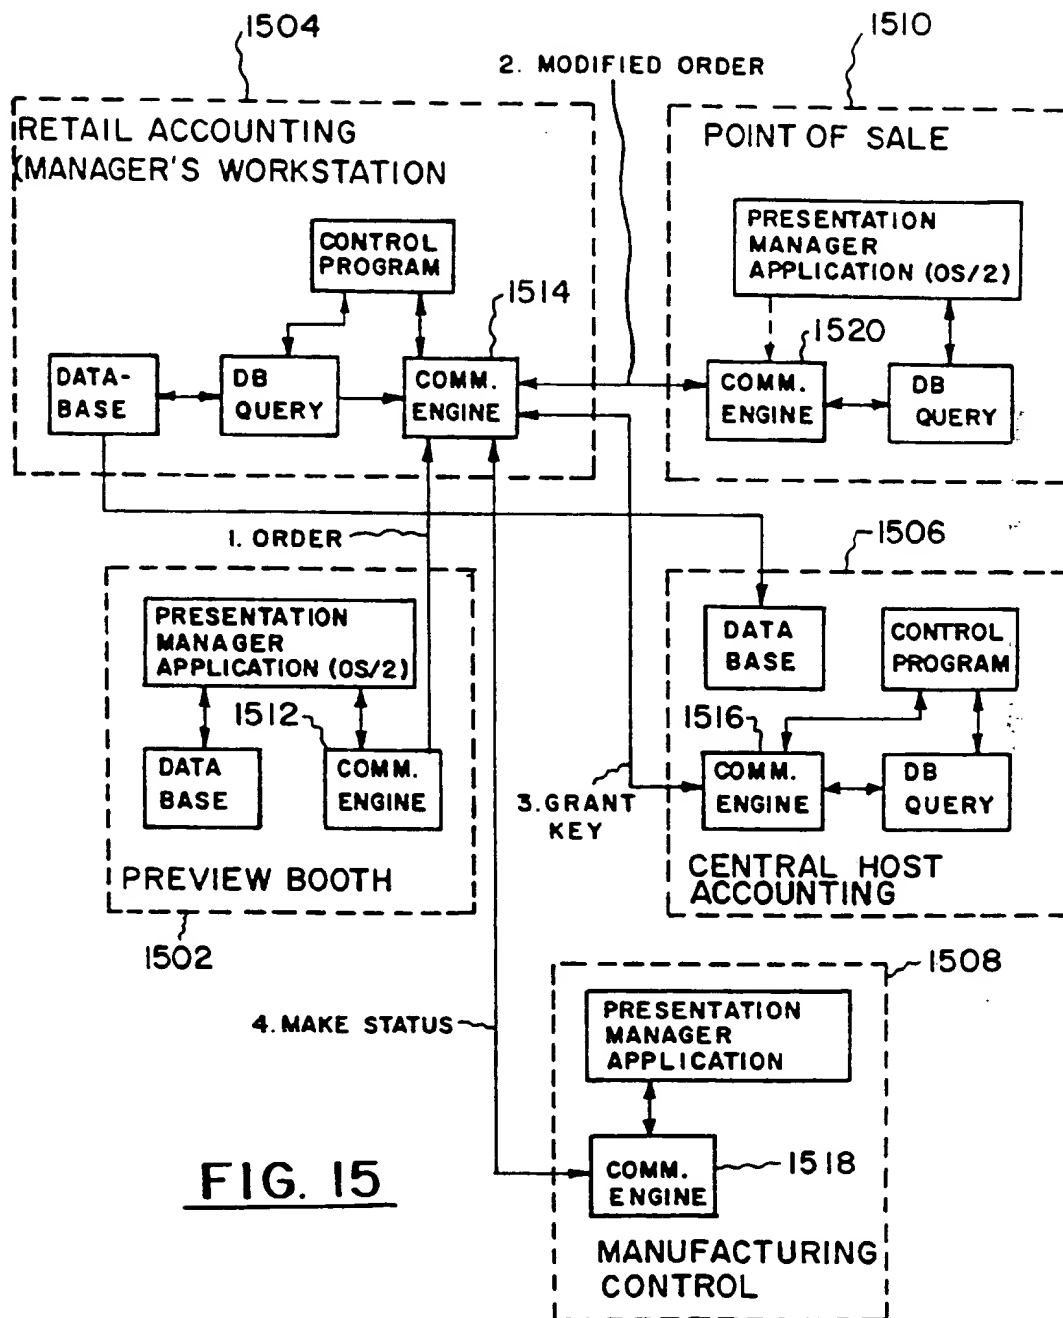 1504
1510
2. MODIFIED ORDER
RETAIL ACCOUNTING
(MANAGER'S WORKSTATION
CONTROL
PROGRAM
1514
DATA-
BASE
DB
QUERY
COMM.
ENGINE
POINT OF SALE
PRESENTATION
MANAGER
APPLICATION (OS/2)
1520
COMM.
ENGINE
DB
QUERY
1. ORDER
1506
PRESENTATION
MANAGER
APPLICATION (OS/2)
1512
DATA
BASE
COMM.
ENGINE
PREVIEW BOOTH
1502
DATA
BASE
CONTROL
PROGRAM
1516
COMM.
ENGINE
DB
QUERY
3. GRANT
KEY
CENTRAL HOST
ACCOUNTING
1508
4. MAKE STATUS
PRESENTATION
MANAGER
APPLICATION
COMM.
ENGINE
1518
MANUFACTURING
CONTROL
FIG. 15